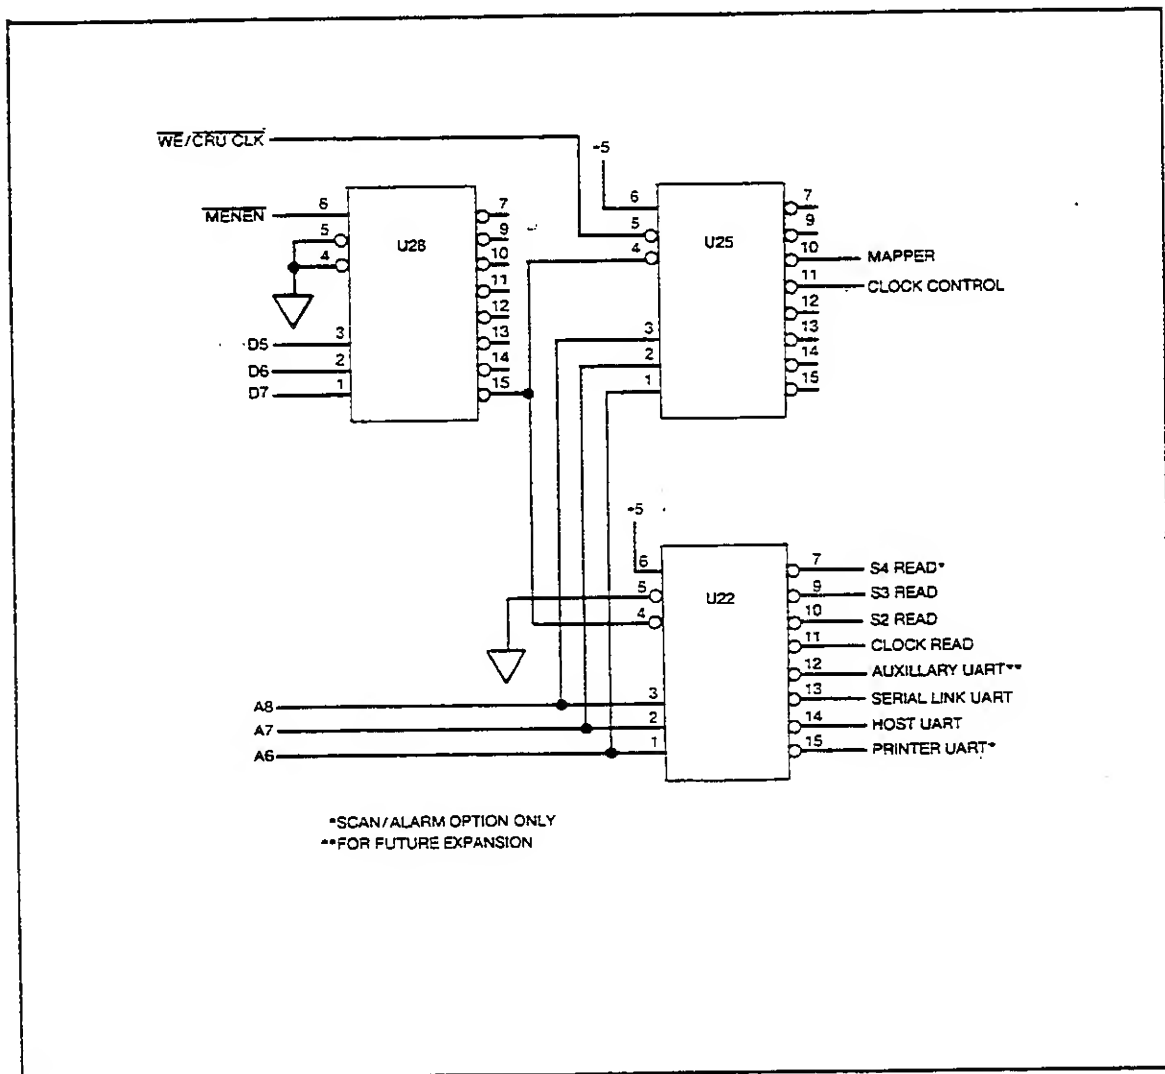 WE/CRU CLK
-5
MENEN
6
5
4
U28
7
9
10
11
12
13
14
15
D5
3
D6
2
D7
1
6
5
4
U25
3
2
1
7
9
10
MAPPER
11
CLOCK CONTROL
12
13
14
15
-5
6
5
4
U22
7
S4 READ*
9
S3 READ
10
S2 READ
11
CLOCK READ
12
AUXILLARY UART**
13
SERIAL LINK UART
14
HOST UART
15
PRINTER UART*
A8
3
A7
2
A6
1
*SCAN/ALARM OPTION ONLY
**FOR FUTURE EXPANSION